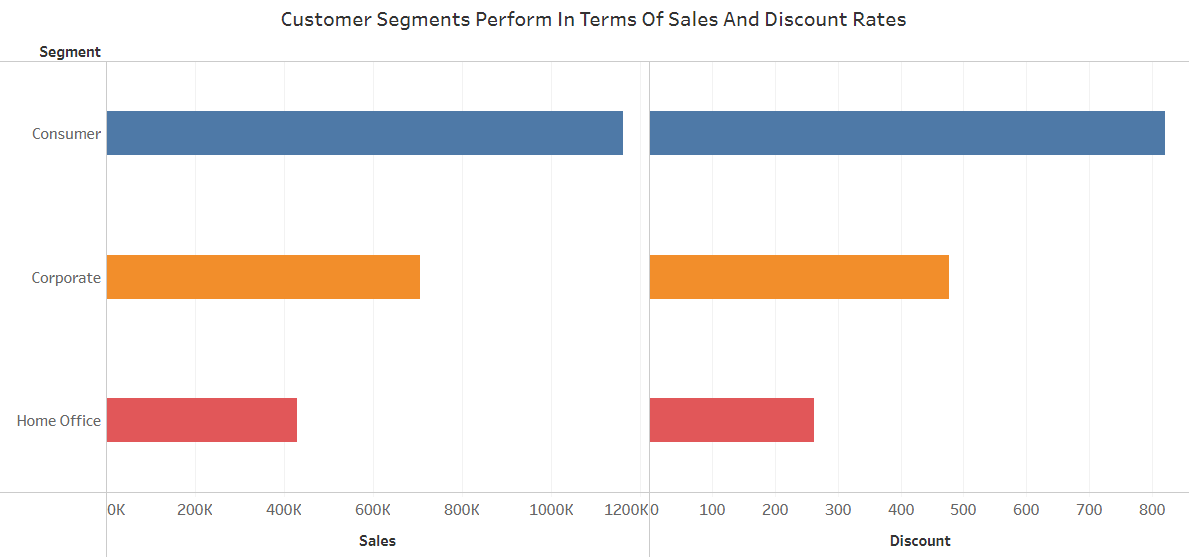 Customer Segments Perform In Terms Of Sales And Discount Rates
Segment
Consumer
Corporate
Home Office
0K 200K 400K 600K 800K 1000K 1200K 0 100 200 300 400 500 600 700 800
Sales Discount